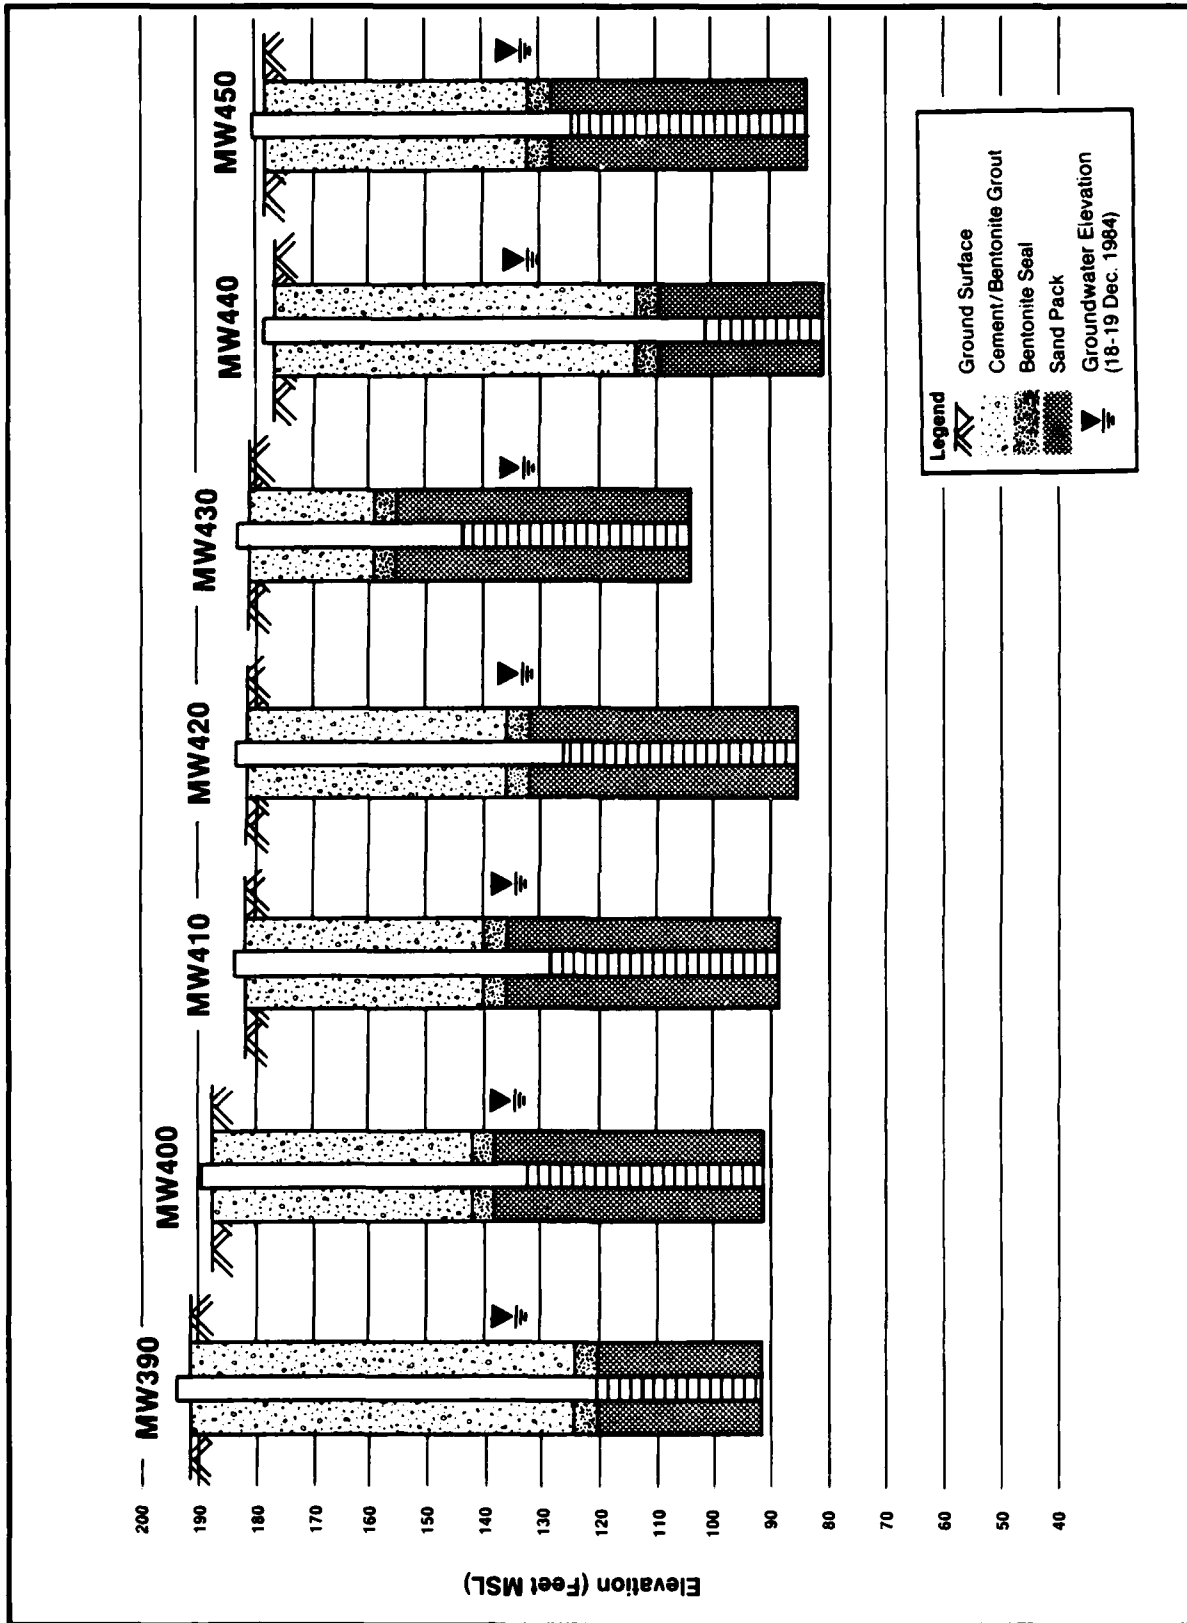 MW390
MW400
MW410
MW420
MW430
MW440
MW450
Elevation (Feet MSL)
200
190
180
170
160
150
140
130
120
110
100
90
80
70
60
50
40
Legend
Ground Surface
Cement/Bentonite Grout
Bentonite Seal
Sand Pack
Groundwater Elevation
(18-19 Dec. 1984)